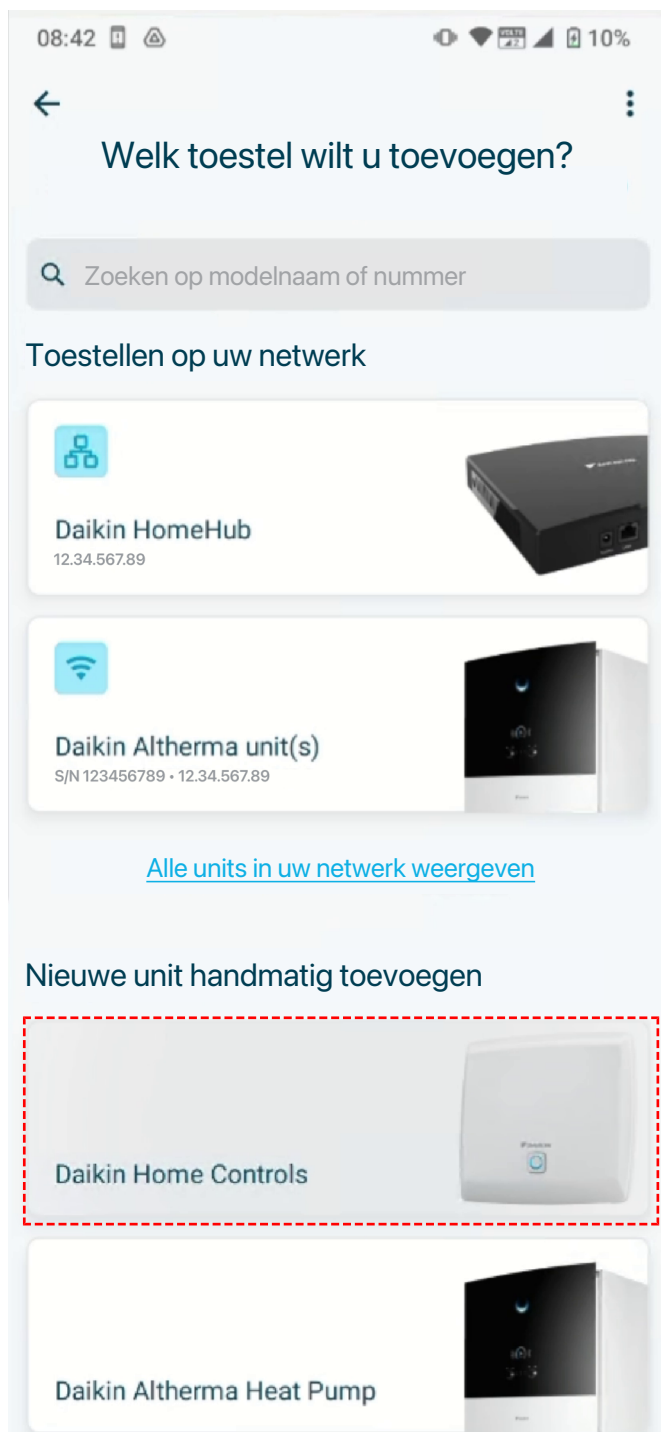 08:42
10%
Welk toestel wilt u toevoegen?
Zoeken op modelnaam of nummer
Toestellen op uw netwerk
Daikin HomeHub
12.34.567.89
Daikin Altherma unit(s)
S/N 123456789 • 12.34.567.89
Alle units in uw netwerk weergeven
Nieuwe unit handmatig toevoegen
Daikin Home Controls
Daikin Altherma Heat Pump